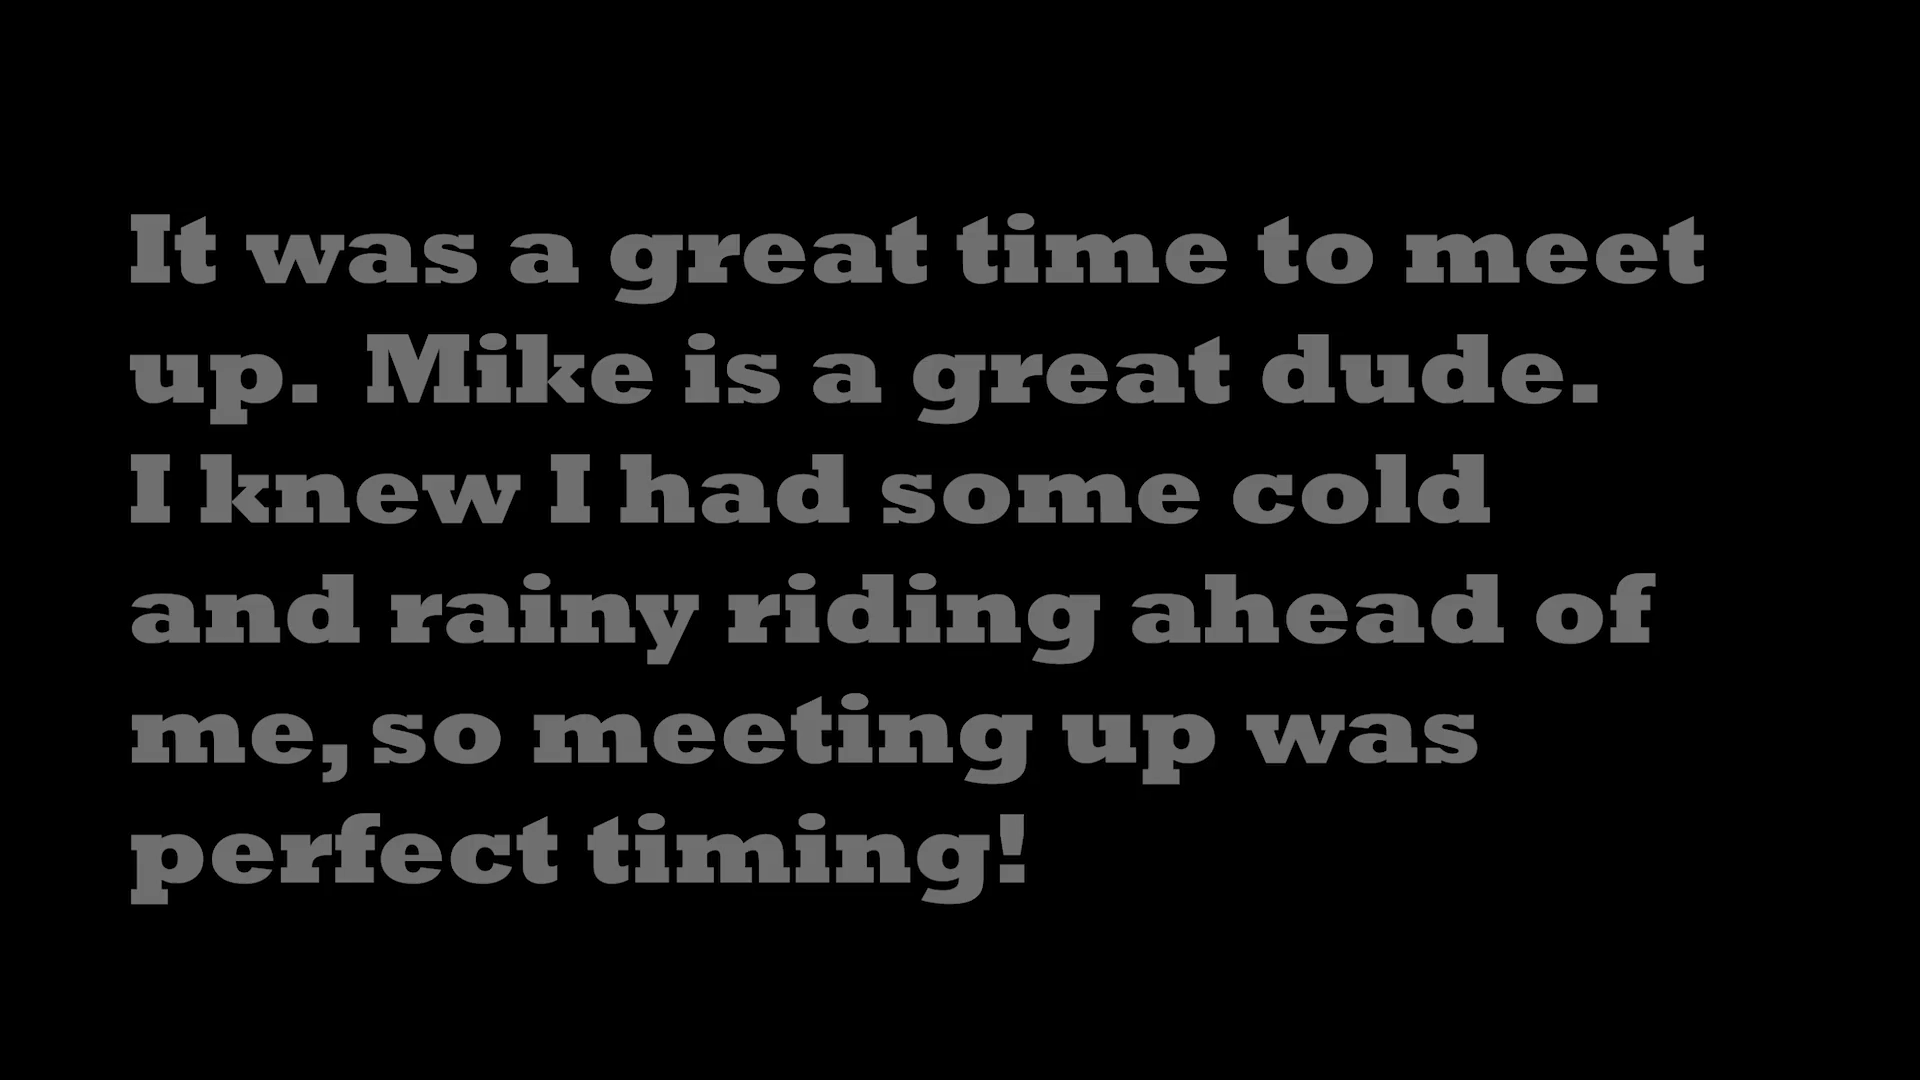 It was a great time to meet
up.  Mike is a great dude.
I knew I had some cold
and rainy riding ahead of
me, so meeting up was
perfect timing!